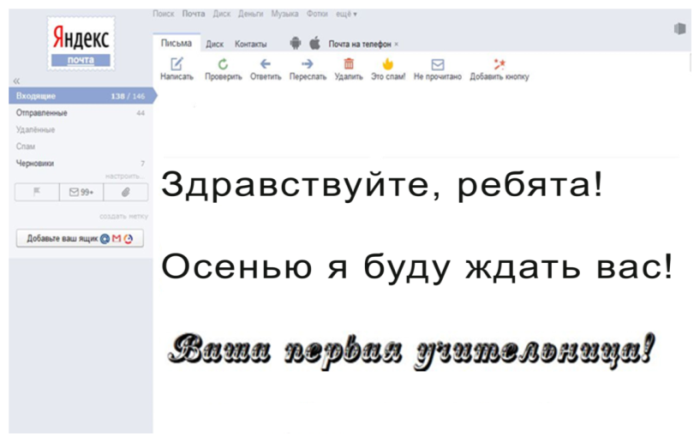 Поиск Почта Диск Деньги Музыка Фотки ещё ▾
Яндекс
почта
Письма Диск Контакты Почта на телефон ×
Написать Проверить Ответить Переслать Удалить Это спам! Не прочитано Добавить кнопку
«
Входящие 138 / 146
Отправленные 44
Удалённые
Спам
Черновики 7
настроить...
99+
создать метку
Добавьте ваш ящик
Здравствуйте, ребята!
Осенью я буду ждать вас!
Ваша первая учительница!